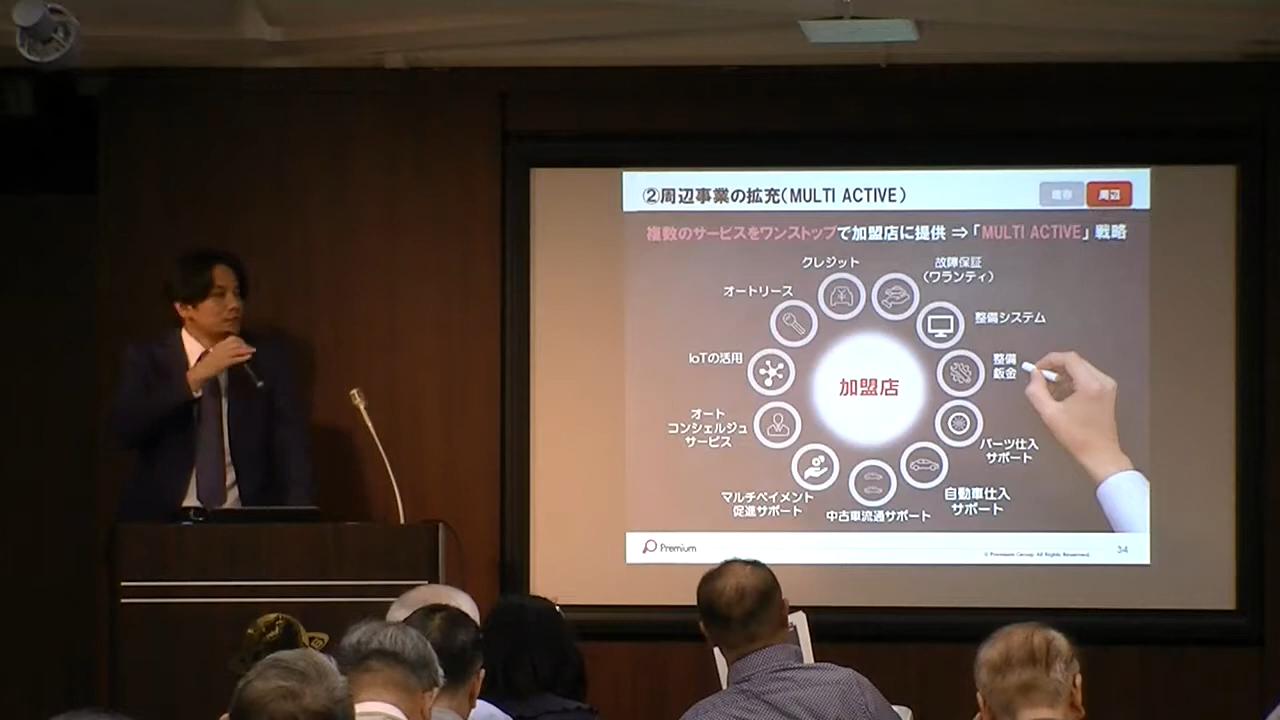 ②周辺事業の拡充(MULTI ACTIVE)
既存
周辺
複数のサービスをワンストップで加盟店に提供 ⇒「MULTI ACTIVE」戦略
クレジット
故障保証
(ワランティ)
オートリース
整備システム
IoTの活用
整備
鈑金
加盟店
オート
コンシェルジュ
サービス
パーツ仕入
サポート
マルチペイメント
促進サポート
中古車流通サポート
自動車仕入
サポート
Premium
© Premium Group All Rights Reserved.
34